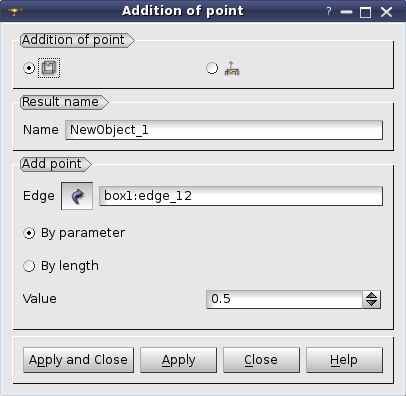 Addition of point
Addition of point
Result name
Name NewObject_1
Add point
Edge box1:edge_12
By parameter
By length
Value 0.5
Apply and Close Apply Close Help